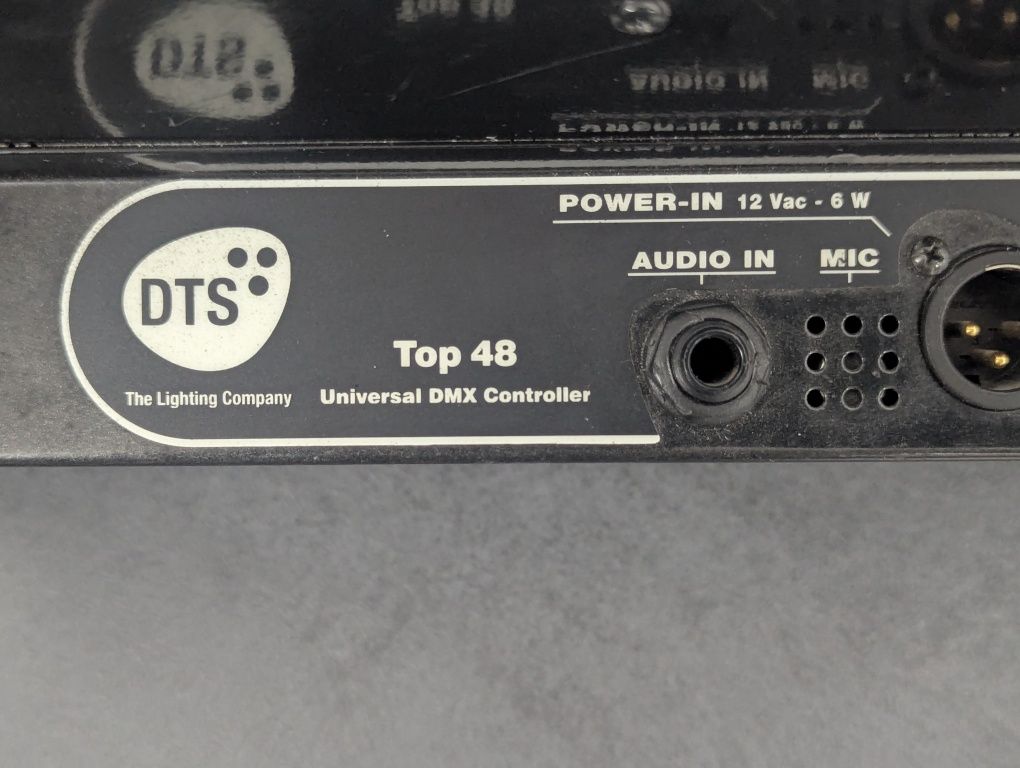 POWER-IN 12 Vac - 6 W
AUDIO IN MIC
DTS
Top 48
The Lighting Company Universal DMX Controller